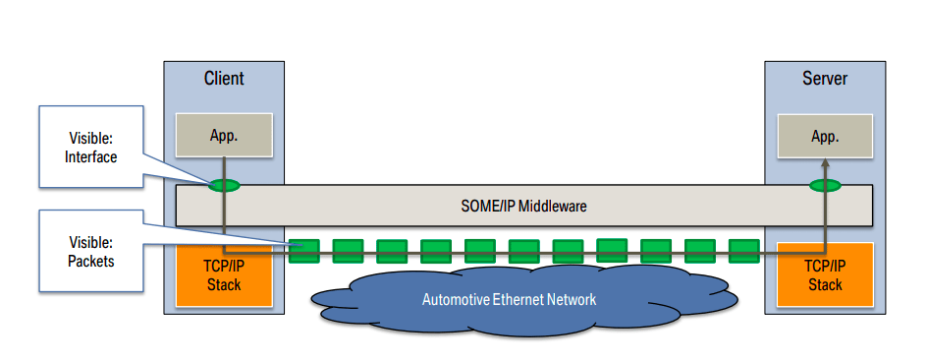 Client
Server
Visible:
Interface
App.
App.
SOME/IP Middleware
Visible:
Packets
TCP/IP
Stack
TCP/IP
Stack
Automotive Ethernet Network